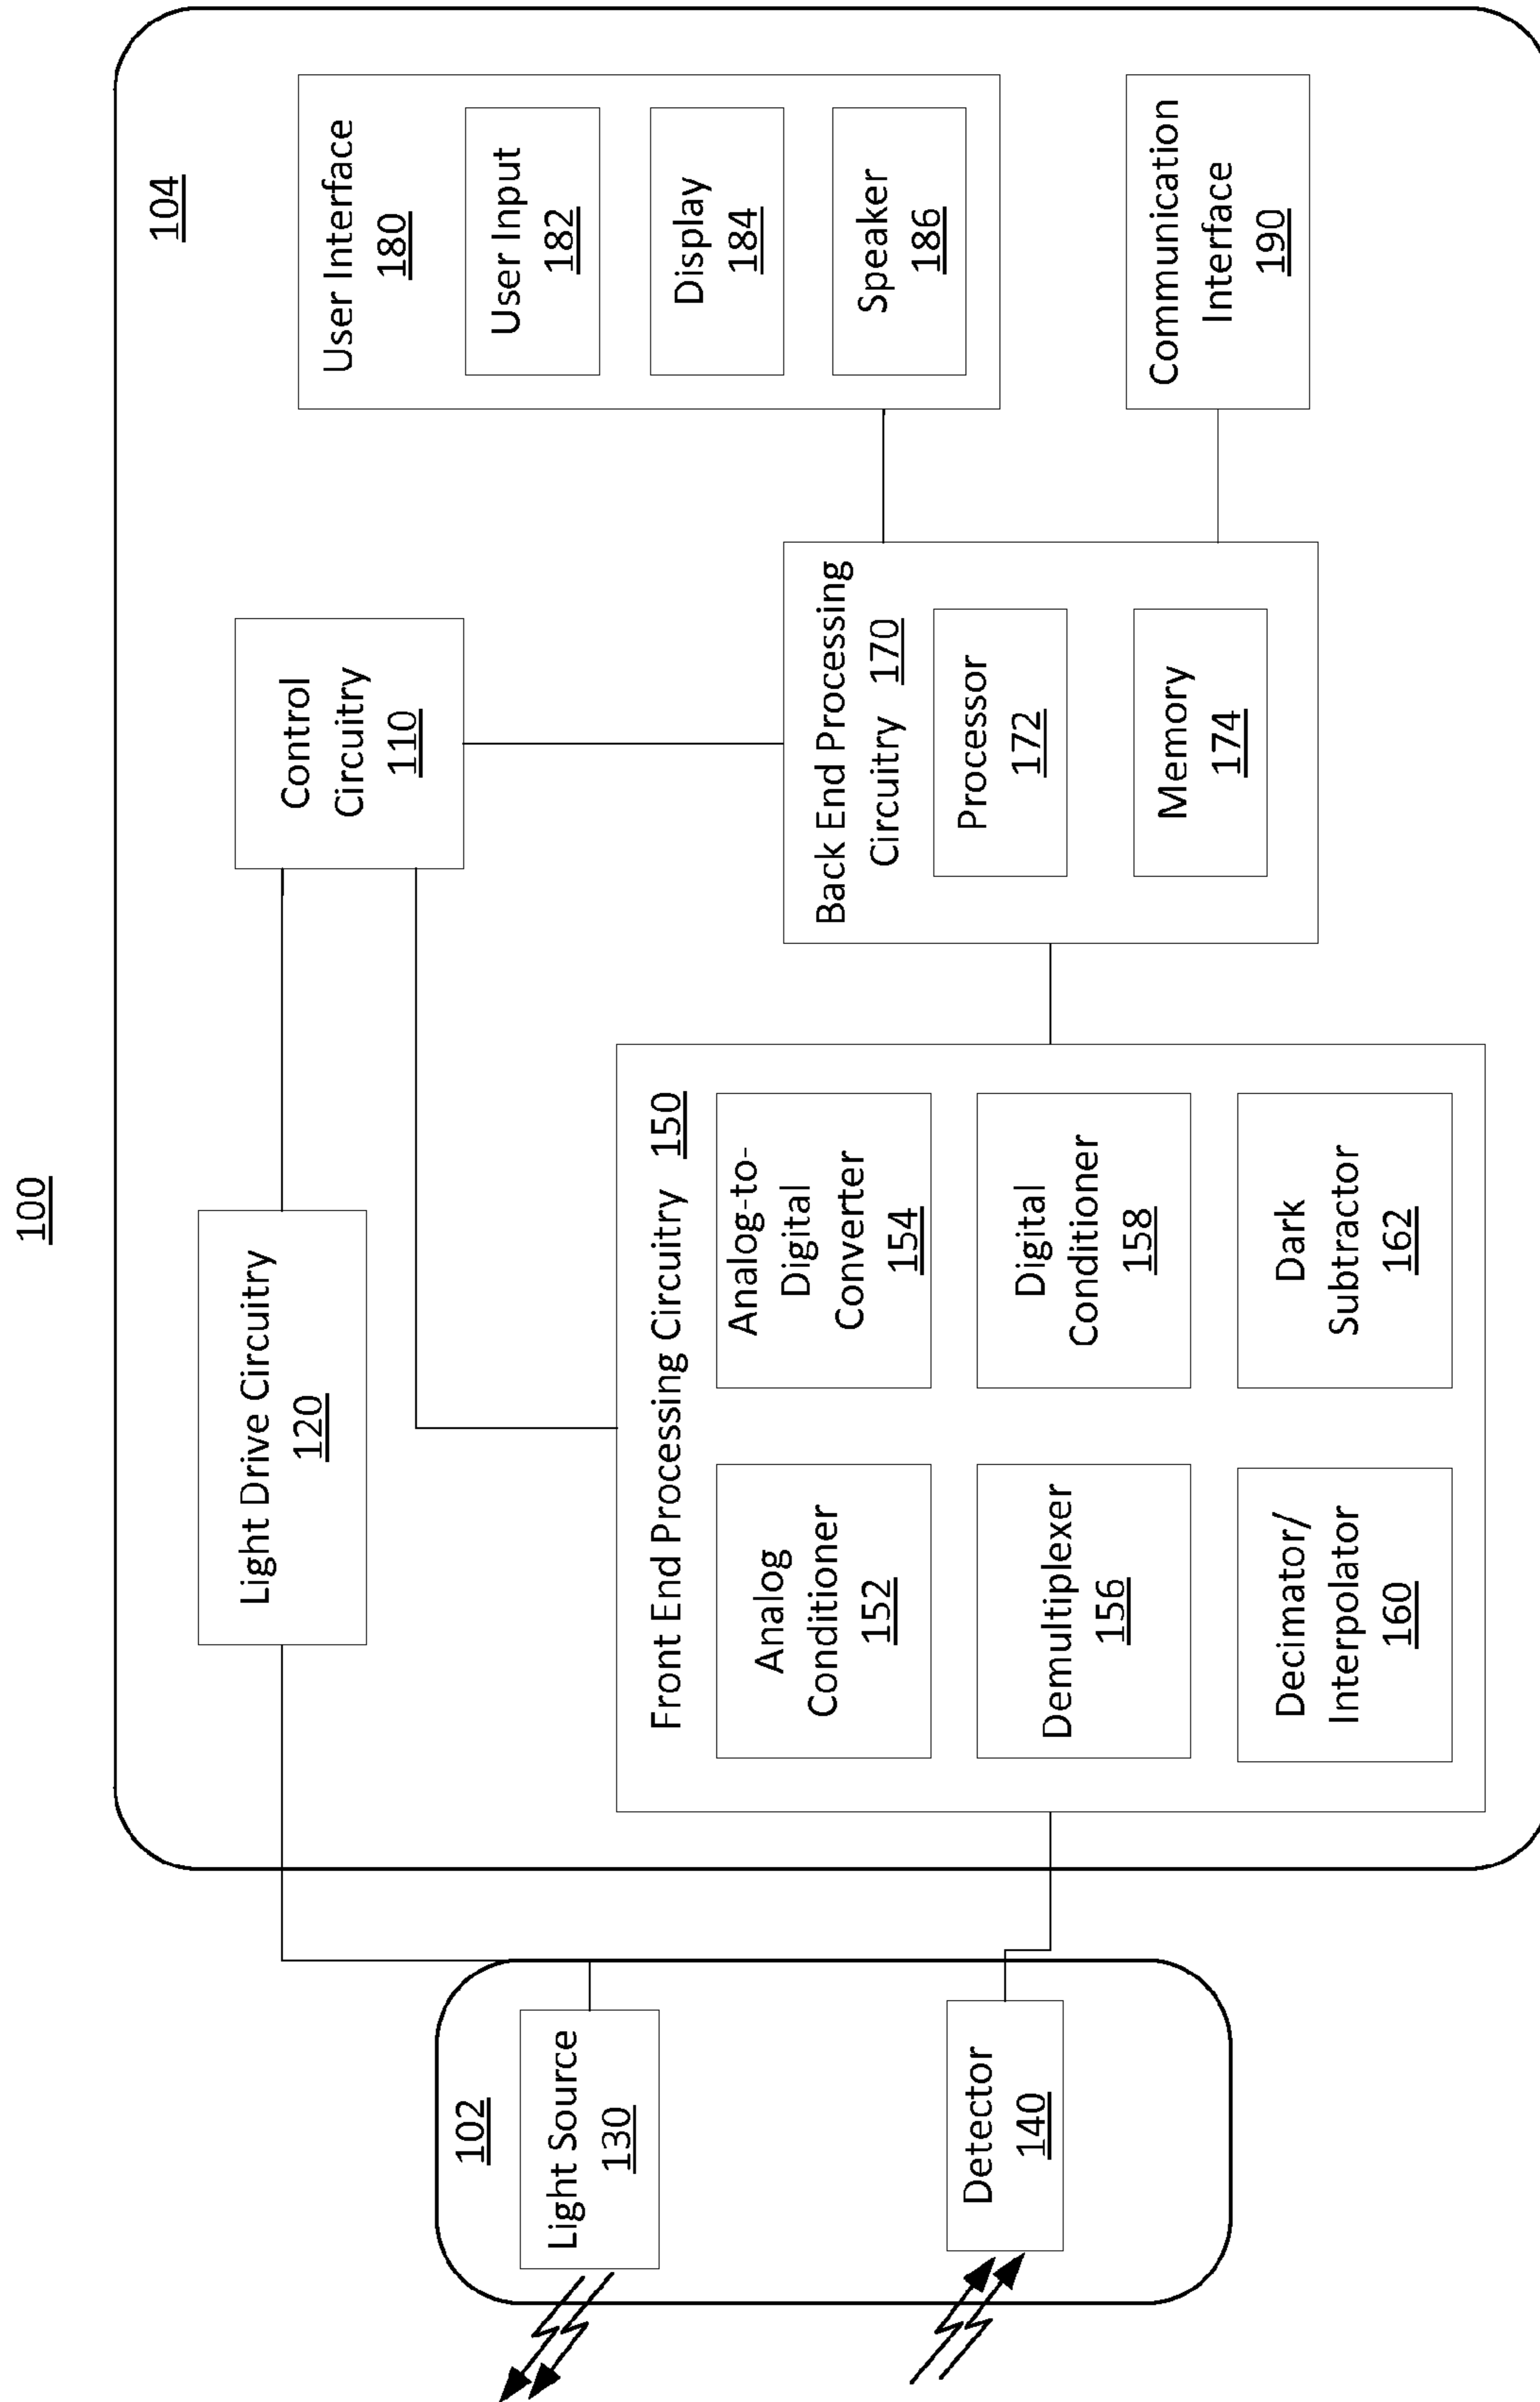 100
104
102
Light Source
130
Detector
140
Light Drive Circuitry
120
Control
Circuitry
110
Front End Processing Circuitry 150
Analog
Conditioner
152
Analog-to-
Digital
Converter
154
Demultiplexer
156
Digital
Conditioner
158
Decimator/
Interpolator
160
Dark
Subtractor
162
Back End Processing
Circuitry 170
Processor
172
Memory
174
User Interface
180
User Input
182
Display
184
Speaker
186
Communication
Interface
190